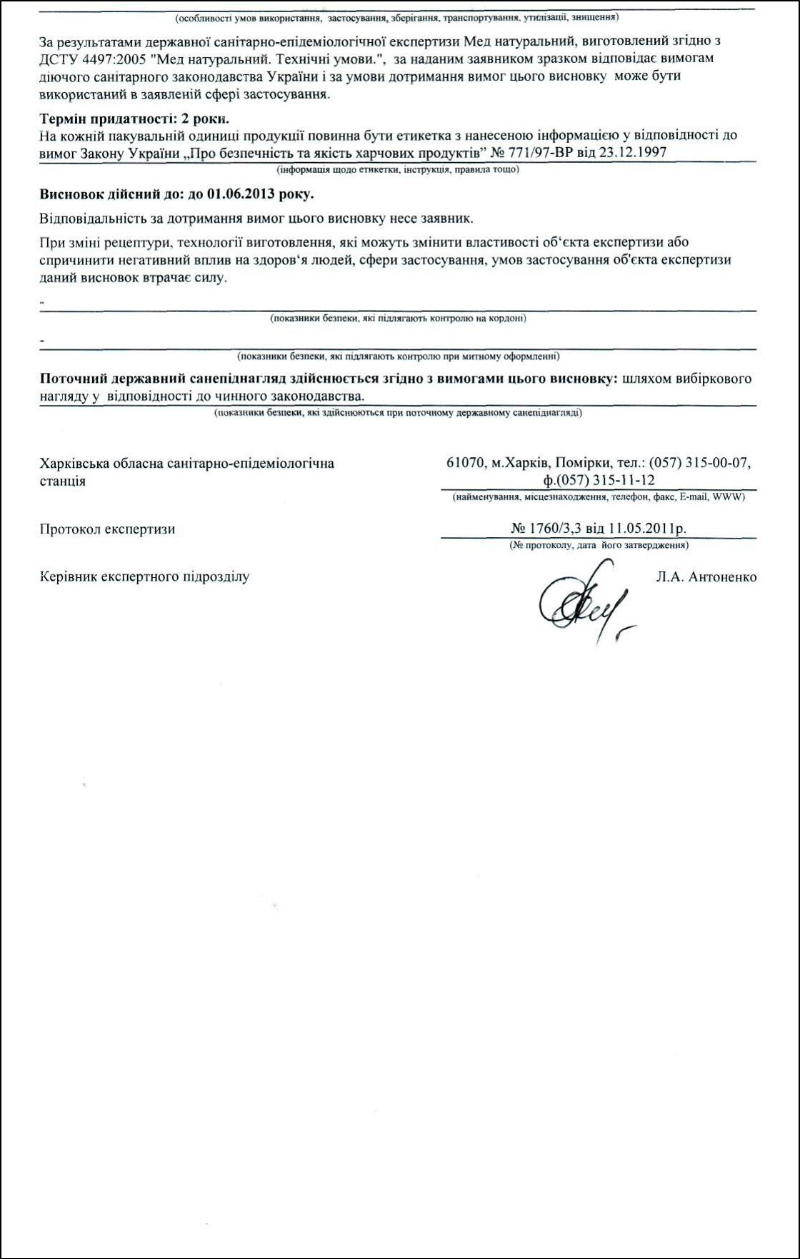 (особливості умов використання, застосування, зберігання, транспортування, утилізації, знищення)
За результатами державної санітарно-епідеміологічної експертизи Мед натуральний, виготовлений згідно з
ДСТУ 4497:2005 "Мед натуральний. Технічні умови.", за наданим заявником зразком відповідає вимогам
діючого санітарного законодавства України і за умови дотримання вимог цього висновку може бути
використаний в заявленій сфері застосування.
Термін придатності: 2 роки.
На кожній пакувальній одиниці продукції повинна бути етикетка з нанесеною інформацією у відповідності до
вимог Закону України „Про безпечність та якість харчових продуктів” № 771/97-ВР від 23.12.1997
(інформація щодо етикетки, інструкція, правила тощо)
Висновок дійсний до: до 01.06.2013 року.
Відповідальність за дотримання вимог цього висновку несе заявник.
При зміні рецептури, технології виготовлення, які можуть змінити властивості об‘єкта експертизи або
спричинити негативний вплив на здоров‘я людей, сфери застосування, умов застосування об'єкта експертизи
даний висновок втрачає силу.
-
(показники безпеки, які підлягають контролю на кордоні)
-
(показники безпеки, які підлягають контролю при митному оформленні)
Поточний державний санепіднагляд здійснюється згідно з вимогами цього висновку: шляхом вибіркового
нагляду у відповідності до чинного законодавства.
(показники безпеки, які здійснюються при поточному державному санепіднагляді)
Харківська обласна санітарно-епідеміологічна
станція
61070, м.Харків, Помірки, тел.: (057) 315-00-07,
ф.(057) 315-11-12
(найменування, місцезнаходження, телефон, факс, E-mail, WWW)
Протокол експертизи
№ 1760/3,3 від 11.05.2011р.
(№ протоколу, дата його затвердження)
Керівник експертного підрозділу
Л.А. Антоненко